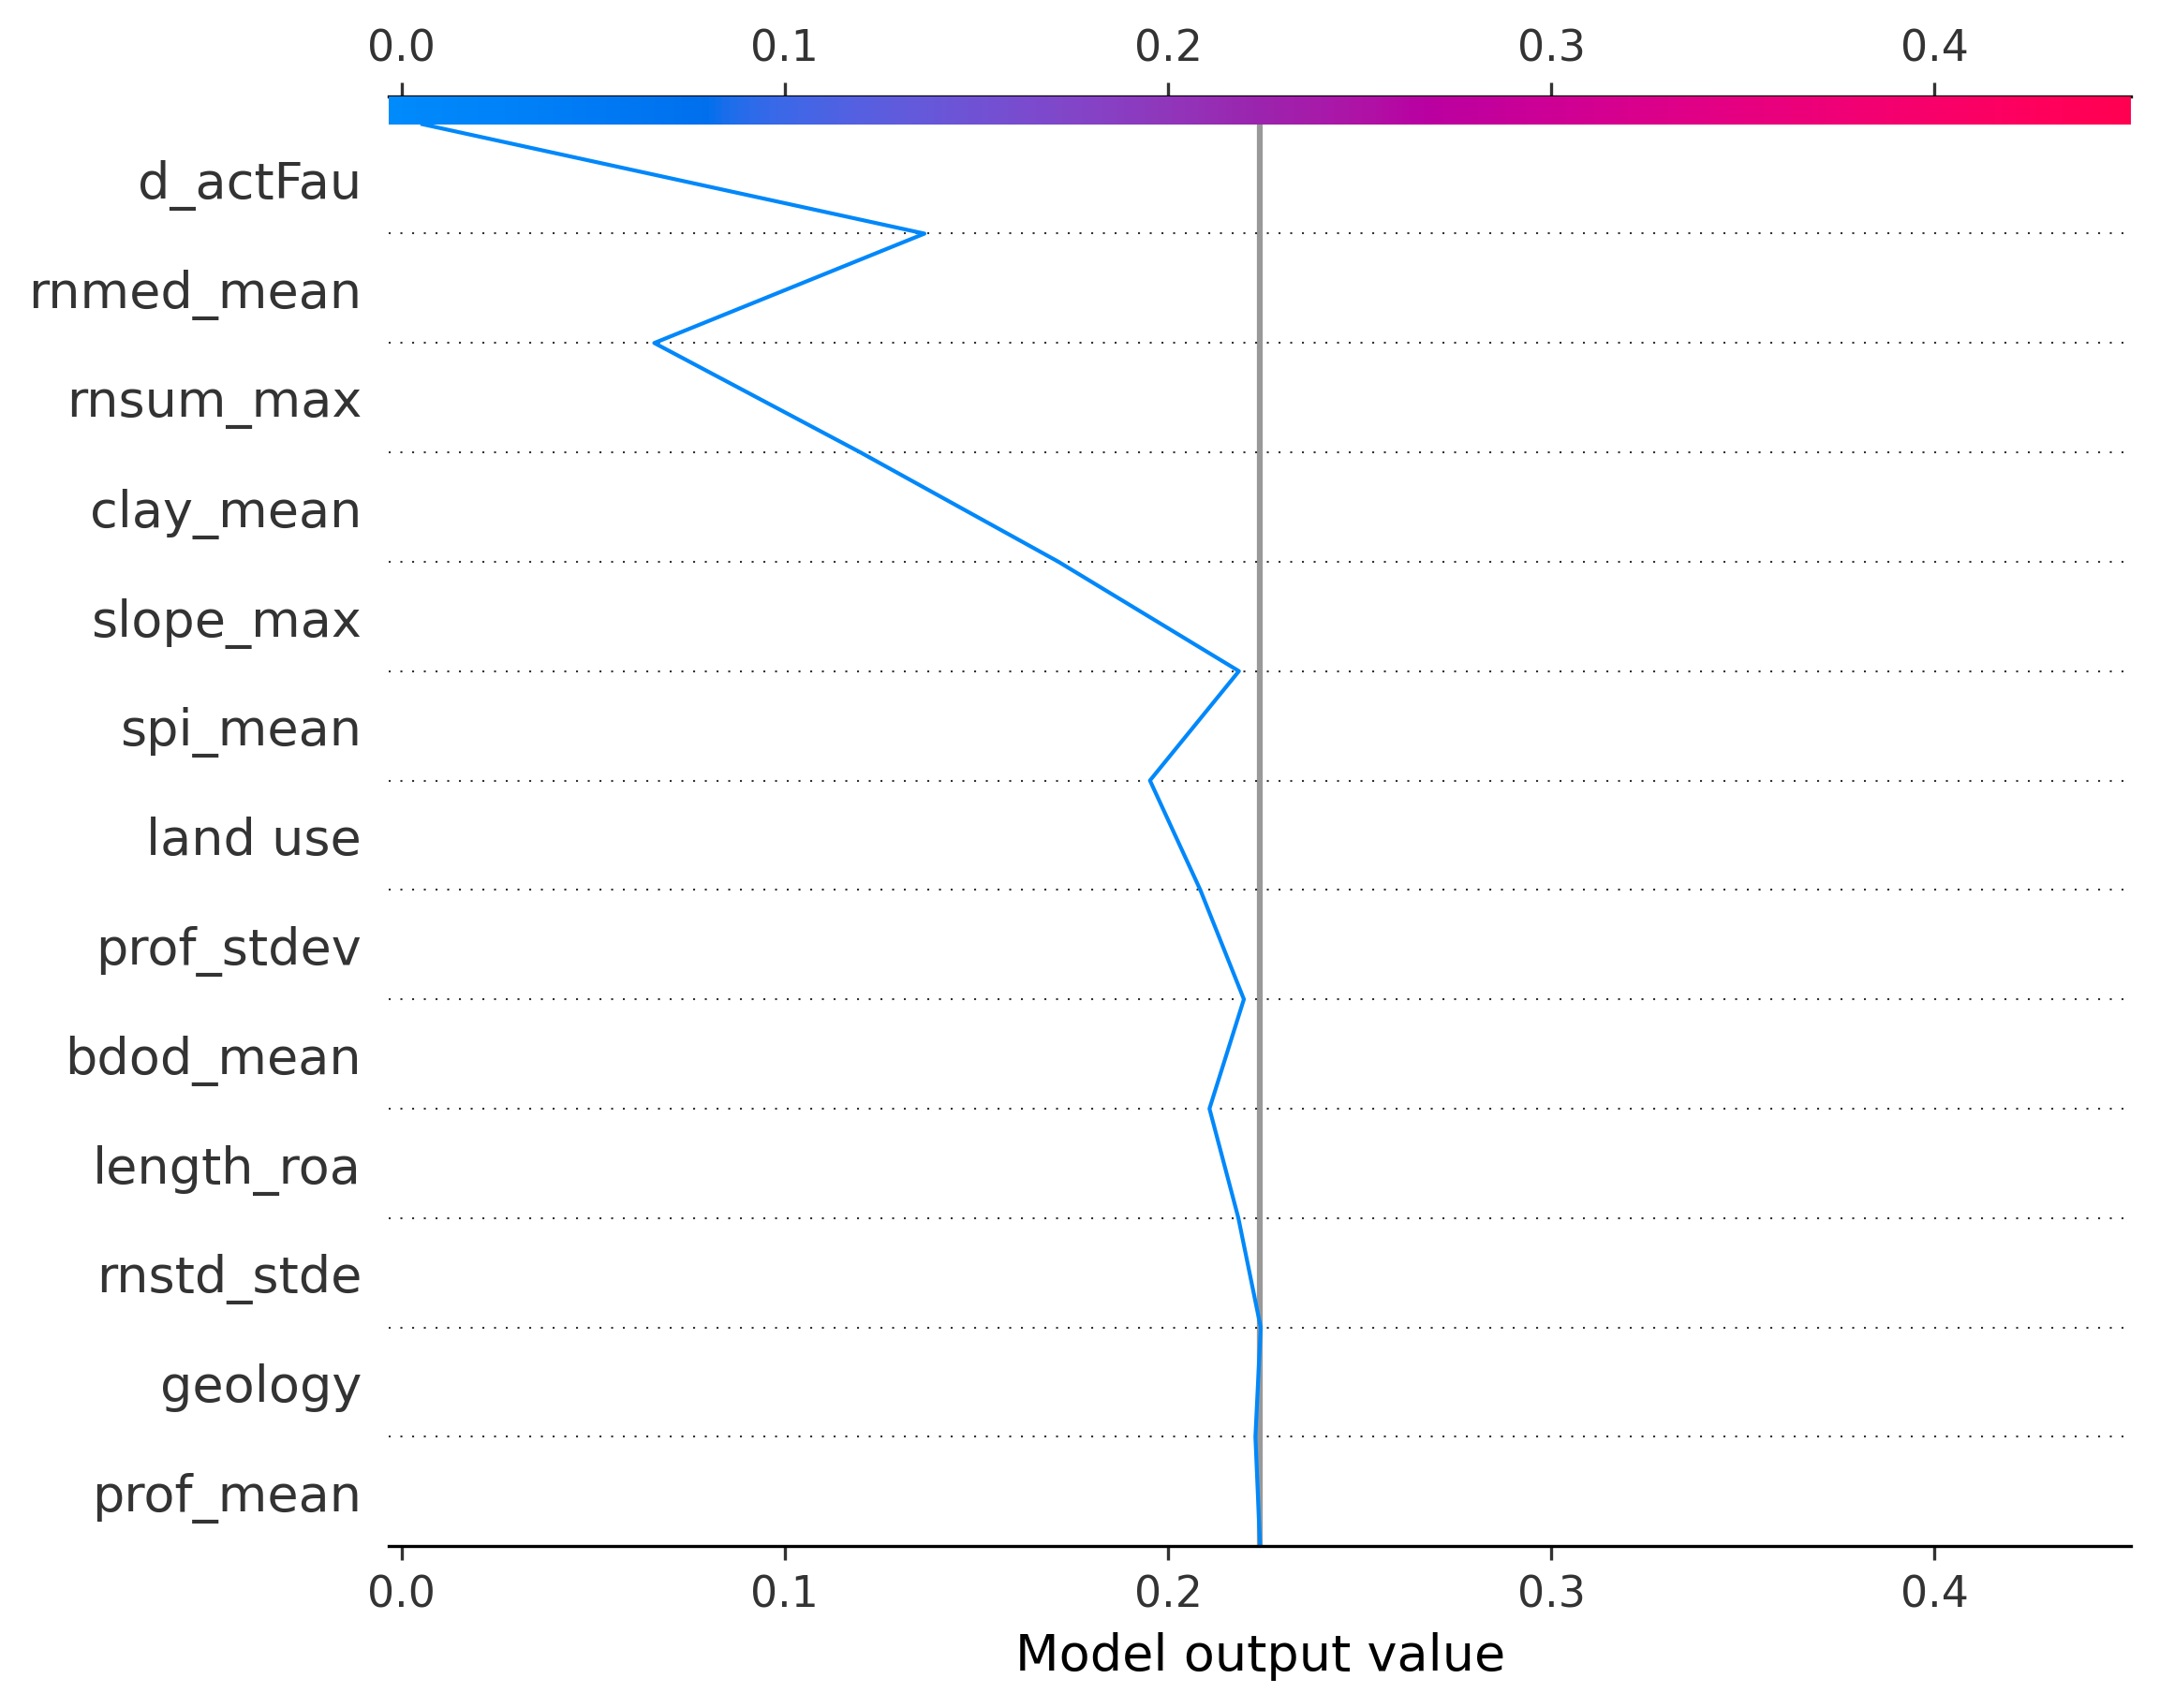 0.0 0.1 0.2 0.3 0.4
d_actFau
rnmed_mean
rnsum_max
clay_mean
slope_max
spi_mean
land use
prof_stdev
bdod_mean
length_roa
rnstd_stde
geology
prof_mean
0.0 0.1 0.2 0.3 0.4
Model output value